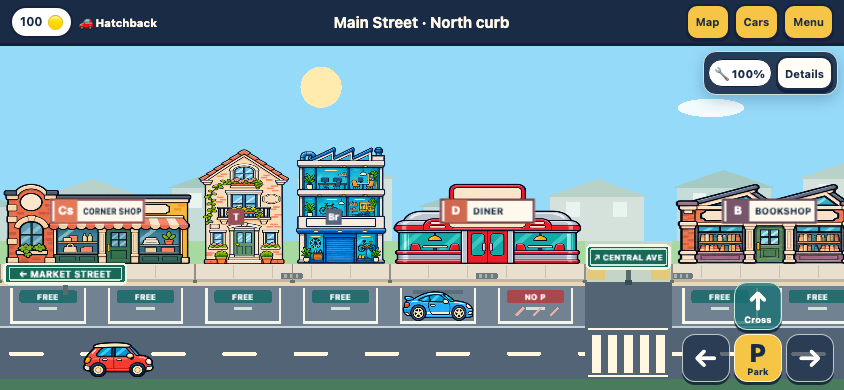 100
Hatchback
Main Street · North curb
Map
Cars
Menu
100%
Details
Cs CORNER SHOP
T
Br
D DINER
B BOOKSHOP
← MARKET STREET
↗ CENTRAL AVE
FREE
FREE
FREE
FREE
NO P
FREE
FREE
↑
Cross
←
P
Park
→